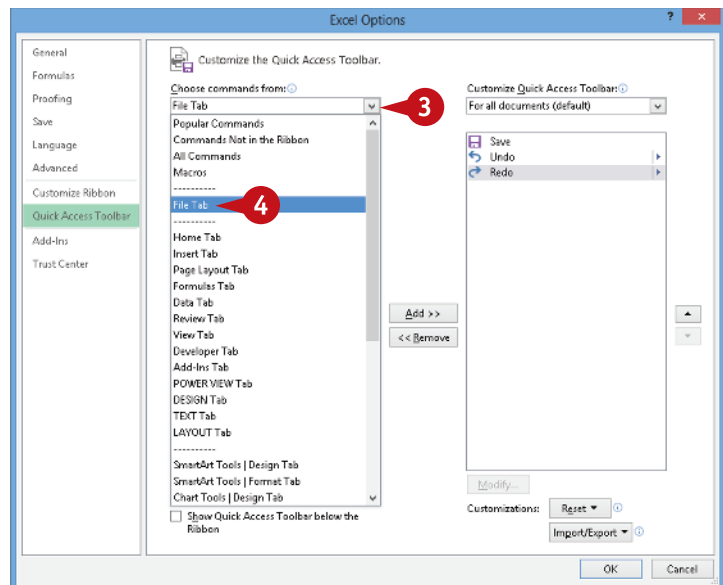 Excel Options
?
General
Formulas
Proofing
Save
Language
Advanced
Customize Ribbon
Quick Access Toolbar
Add-Ins
Trust Center
Customize the Quick Access Toolbar.
Choose commands from:
File Tab
3
Popular Commands
Commands Not in the Ribbon
All Commands
Macros
----------
File Tab
4
----------
Home Tab
Insert Tab
Page Layout Tab
Formulas Tab
Data Tab
Review Tab
View Tab
Developer Tab
Add-Ins Tab
POWER VIEW Tab
DESIGN Tab
TEXT Tab
LAYOUT Tab
----------
SmartArt Tools | Design Tab
SmartArt Tools | Format Tab
Chart Tools | Design Tab
Show Quick Access Toolbar below the
Ribbon
Add >>
<< Remove
Customize Quick Access Toolbar:
For all documents (default)
Save
Undo
Redo
Modify...
Customizations:
Reset
Import/Export
OK
Cancel